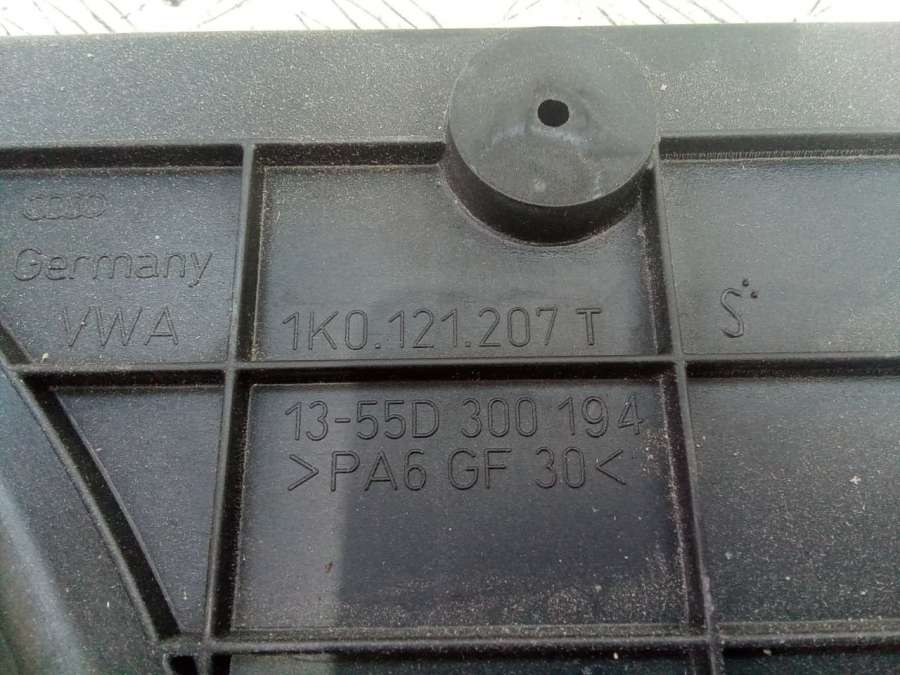 Germany
VWA
1K0.121.207 T
S
13-55D 300 194
>PA6 GF 30<